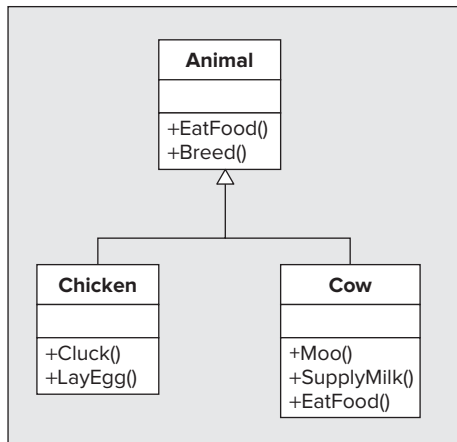 Animal
+EatFood()
+Breed()
Chicken
+Cluck()
+LayEgg()
Cow
+Moo()
+SupplyMilk()
+EatFood()